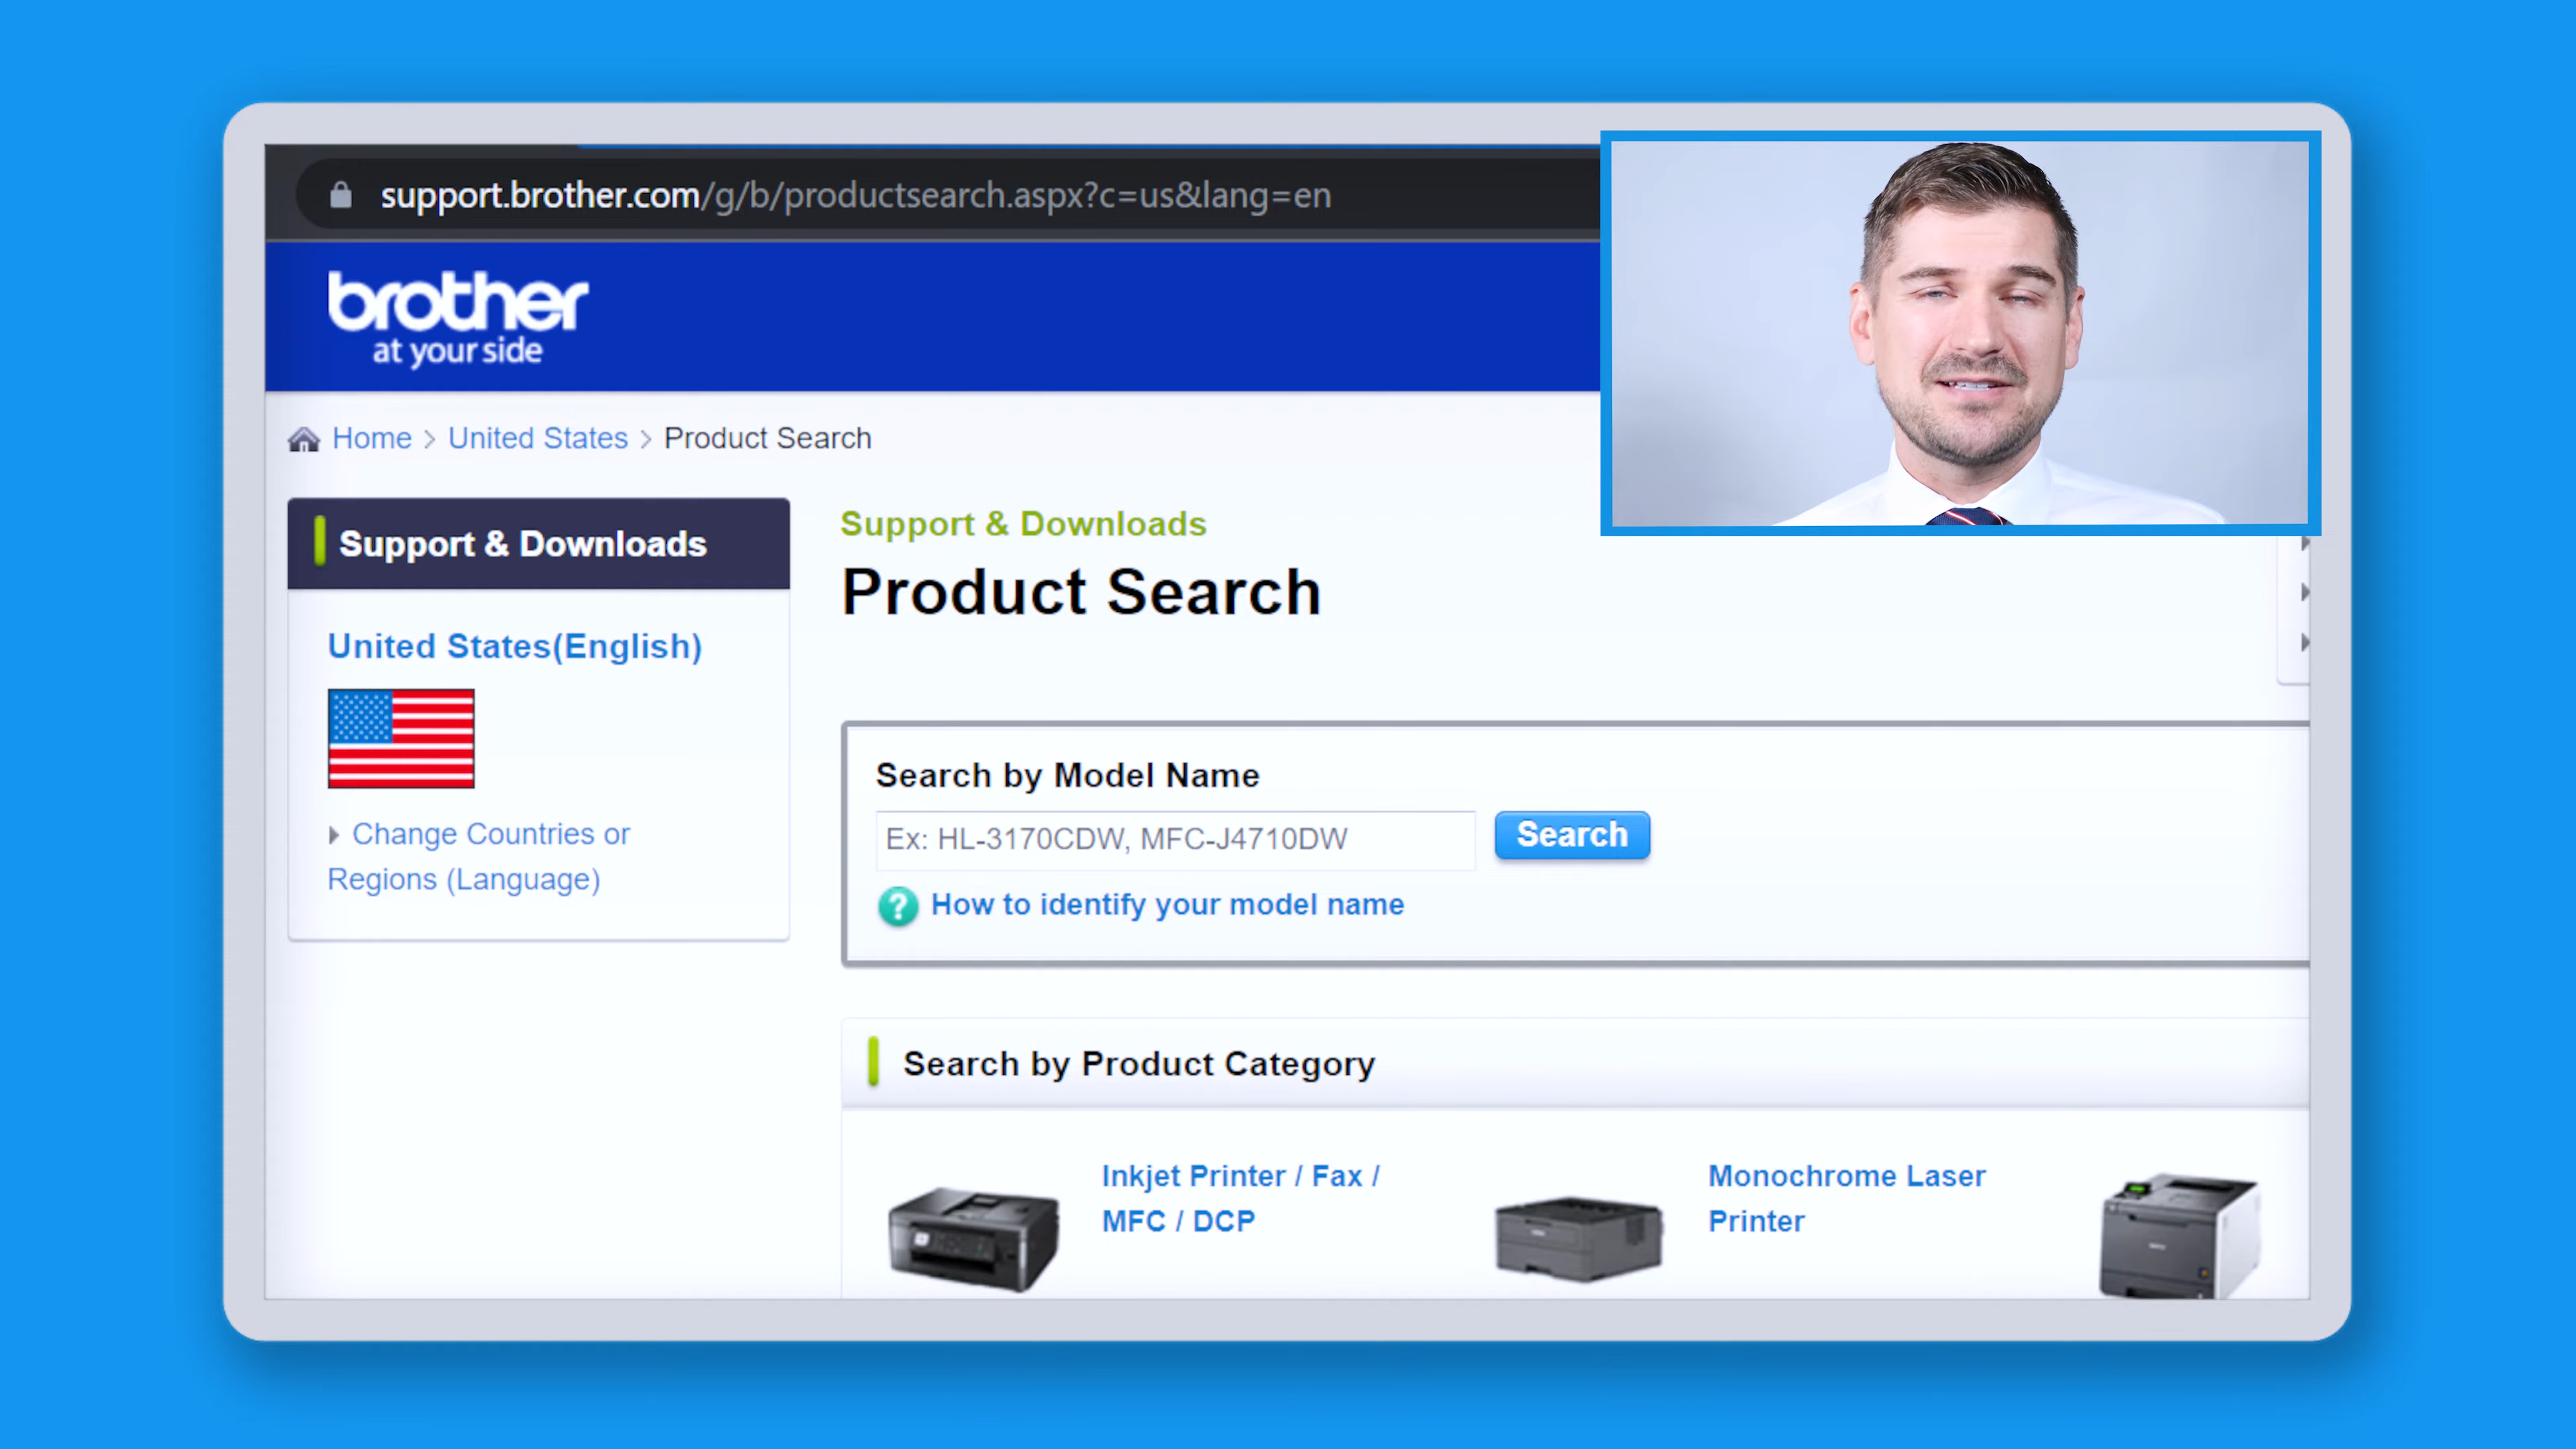 support.brother.com/g/b/productsearch.aspx?c=us&lang=en
brother
at your side
Home > United States > Product Search
Support & Downloads
United States(English)
Change Countries or
Regions (Language)
Support & Downloads
Product Search
Search by Model Name
Ex: HL-3170CDW, MFC-J4710DW
Search
? How to identify your model name
Search by Product Category
Inkjet Printer / Fax /
MFC / DCP
Monochrome Laser
Printer